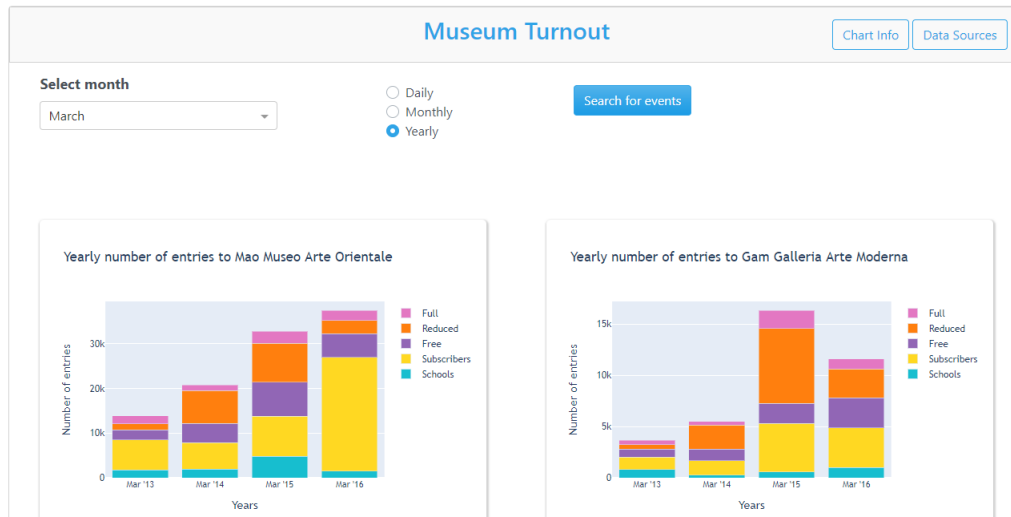 Museum Turnout
Chart Info
Data Sources
Select month
March
Daily
Monthly
Yearly
Search for events
Yearly number of entries to Mao Museo Arte Orientale
Number of entries
30k
20k
10k
0
Mar '13
Mar '14
Mar '15
Mar '16
Years
Full
Reduced
Free
Subscribers
Schools
Yearly number of entries to Gam Galleria Arte Moderna
Number of entries
15k
10k
5k
0
Mar '13
Mar '14
Mar '15
Mar '16
Years
Full
Reduced
Free
Subscribers
Schools